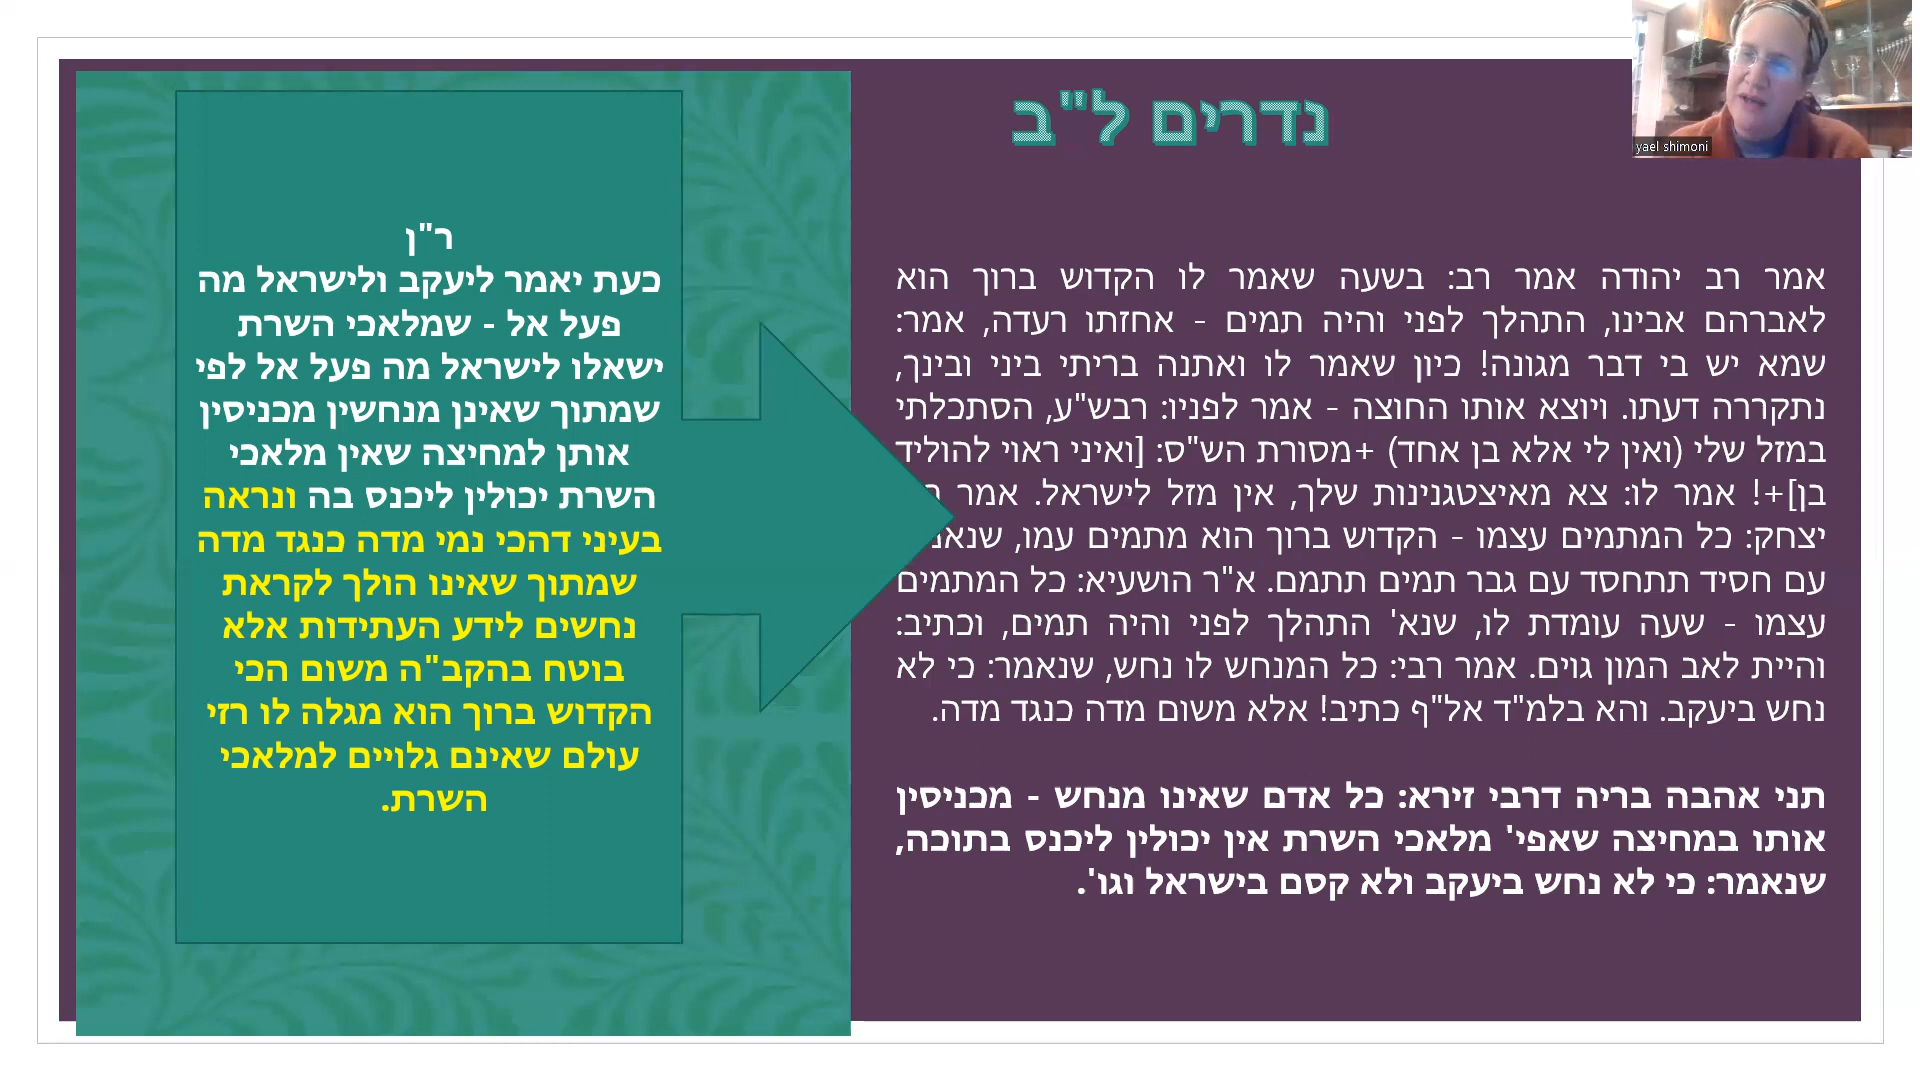 נדרים ל"ב
אמר רב יהודה אמר רב: בשעה שאמר לו הקדוש ברוך הוא
לאברהם אבינו, התהלך לפני והיה תמים - אחזתו רעדה, אמר:
שמא יש בי דבר מגונה! כיון שאמר לו ואתנה בריתי ביני ובינך,
נתקררה דעתו. ויוצא אותו החוצה - אמר לפניו: רבש"ע, הסתכלתי
במזל שלי (ואין לי אלא בן אחד) +מסורת הש"ס: [ואיני ראוי להוליד
בן]+! אמר לו: צא מאיצטגנינות שלך, אין מזל לישראל. אמר
יצחק: כל המתמים עצמו - הקדוש ברוך הוא מתמים עמו,
עם חסיד תתחסד עם גבר תמים תתמם. א"ר הושעיא: כל המתמים
עצמו - שעה עומדת לו, שנא' התהלך לפני והיה תמים, וכתיב:
והיית לאב המון גוים. אמר רבי: כל המנחש לו נחש, שנאמר: כי לא
נחש ביעקב. והא בלמ"ד אל"ף כתיב! אלא משום מדה כנגד מדה.
תני אהבה בריה דרבי זירא: כל אדם שאינו מנחש - מכניסין
אותו במחיצה שאפי' מלאכי השרת אין יכולין ליכנס בתוכה,
שנאמר: כי לא נחש ביעקב ולא קסם בישראל וגו'.
ר"ן
כעת יאמר ליעקב ולישראל מה
פעל אל - שמלאכי השרת
ישאלו לישראל מה פעל אל לפי
שמתוך שאינן מנחשין מכניסין
אותן למחיצה שאין מלאכי
השרת יכולין ליכנס בה ונראה
בעיני דהכי נמי מדה כנגד מדה
שמתוך שאינו הולך לקראת
נחשים לידע העתידות אלא
בוטח בהקב"ה משום הכי
הקדוש ברוך הוא מגלה לו רזי
עולם שאינם גלויים למלאכי
השרת.
yael shimoni